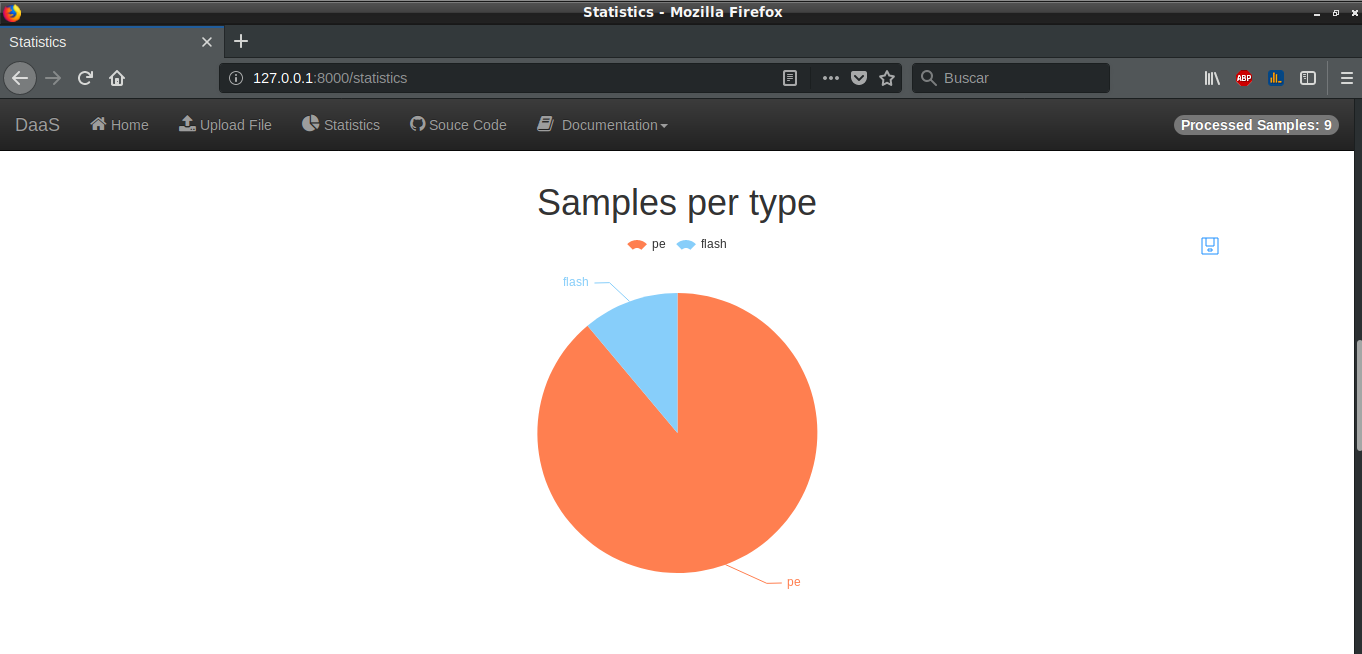 Statistics - Mozilla Firefox
Statistics
127.0.0.1:8000/statistics
Buscar
ABP
DaaS Home Upload File Statistics Souce Code Documentation Processed Samples: 9
Samples per type
pe flash
flash
pe